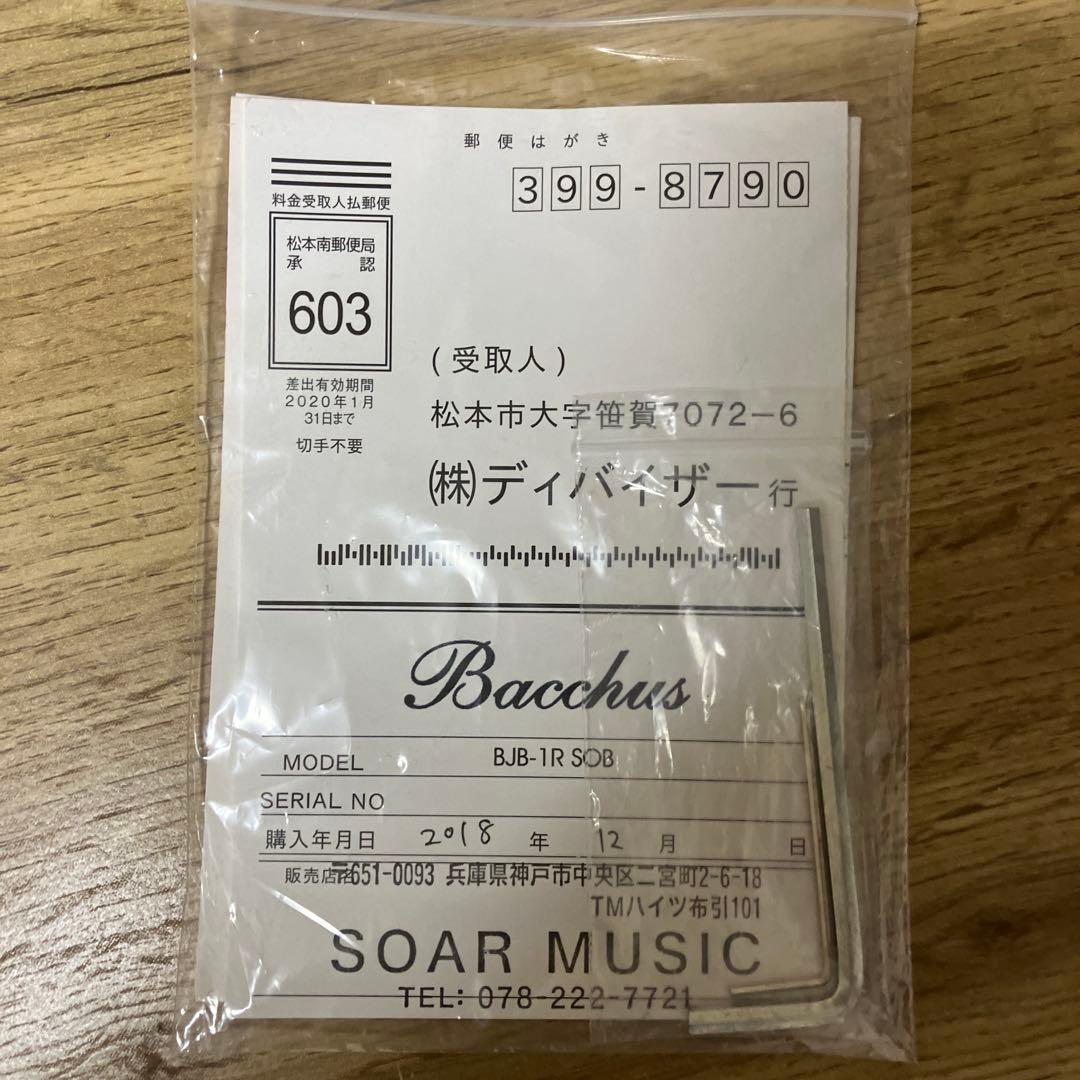 郵便はがき
399-8790
料金受取人払郵便
松本南郵便局
承認
603
差出有効期間
2020年1月
31日まで
切手不要
(受取人)
松本市大字笹賀7072-6
㈱ディバイザー行
Bacchus
MODEL BJB-1R SOB
SERIAL NO
購入年月日 2018年 12月 日
販売店名 〒651-0093 兵庫県神戸市中央区二宮町2-6-18
TMハイツ布引101
SOAR MUSIC
TEL: 078-222-7721